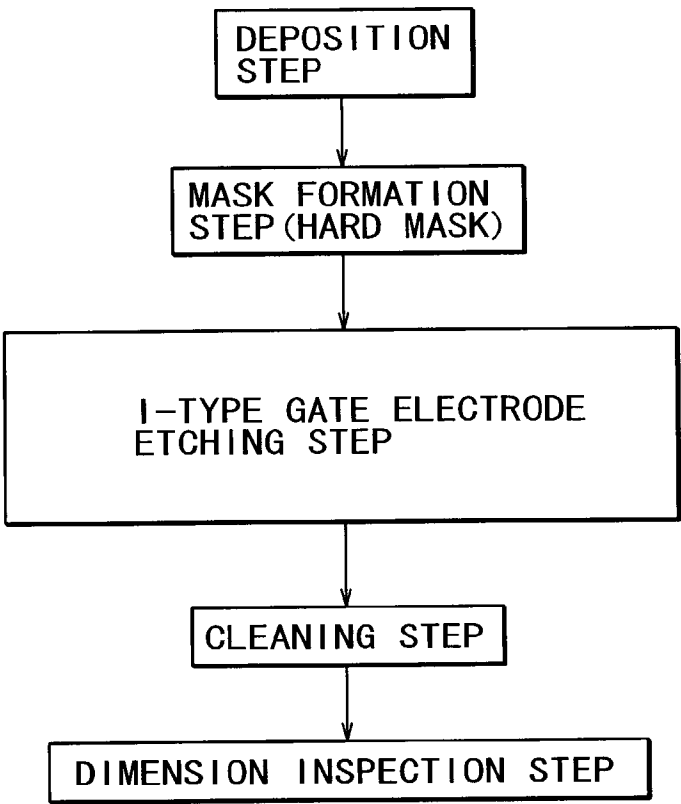 DEPOSITION
STEP
MASK FORMATION
STEP(HARD MASK)
I-TYPE GATE ELECTRODE
ETCHING STEP
CLEANING STEP
DIMENSION INSPECTION STEP